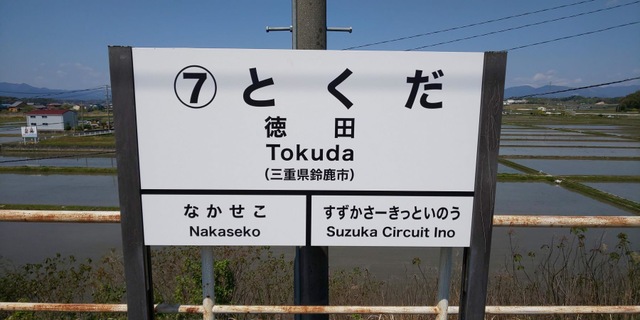 ⑦ とくだ
徳田
Tokuda
(三重県鈴鹿市)
なかせこ
Nakaseko
すずかさーきっといのう
Suzuka Circuit Ino